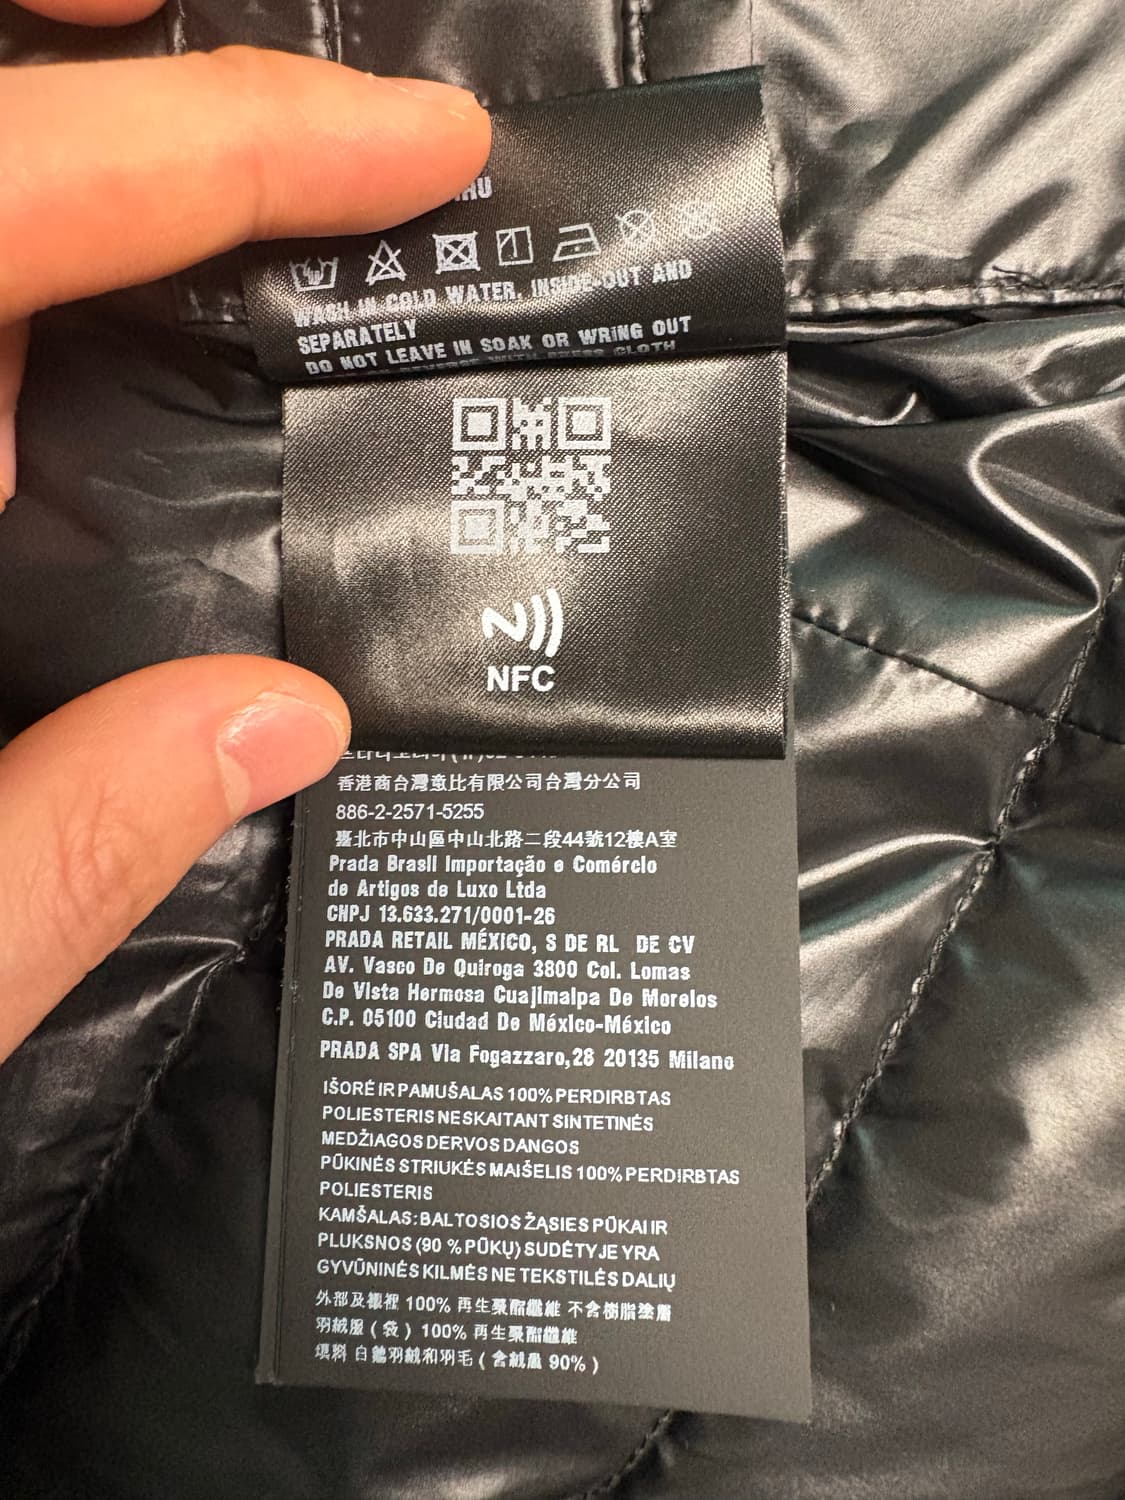 WASH IN COLD WATER, INSIDE-OUT AND
SEPARATELY
DO NOT LEAVE IN SOAK OR WRING OUT
REVERSE WITH PRESS CLOTH
NFC
香港商台灣意比有限公司台灣分公司
886-2-2571-5255
臺北市中山區中山北路二段44號12樓A室
Prada Brasil Importação e Comércio
de Artigos de Luxo Ltda
CNPJ 13.633.271/0001-26
PRADA RETAIL MÉXICO, S DE RL DE CV
AV. Vasco De Quiroga 3800 Col. Lomas
De Vista Hermosa Cuajimalpa De Morelos
C.P. 05100 Ciudad De México-México
PRADA SPA Via Fogazzaro,28 20135 Milano
IŠORĖ IR PAMUŠALAS 100% PERDIRBTAS
POLIESTERIS NESKAITANT SINTETINĖS
MEDŽIAGOS DERVOS DANGOS
PŪKINĖS STRIUKĖS MAIŠELIS 100% PERDIRBTAS
POLIESTERIS
KAMŠALAS: BALTOSIOS ŽĄSIES PŪKAI IR
PLUKSNOS (90 % PŪKŲ) SUDĖTYJE YRA
GYVŪNINĖS KILMĖS NE TEKSTILĖS DALIŲ
外部及襯裡 100% 再生聚酯纖維 不含樹脂塗層
羽絨服 ( 袋 ) 100% 再生聚酯纖維
填料 白鵝羽絨和羽毛 ( 含絨量 90% )